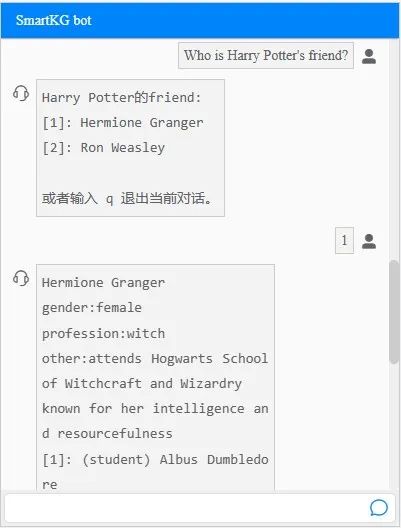 SmartKG bot
Who is Harry Potter's friend?
Harry Potter的friend:
[1]: Hermione Granger
[2]: Ron Weasley
或者输入 q 退出当前对话。
1
Hermione Granger
gender:female
profession:witch
other:attends Hogwarts School
of Witchcraft and Wizardry
known for her intelligence an
d resourcefulness
[1]: (student) Albus Dumbledo
re